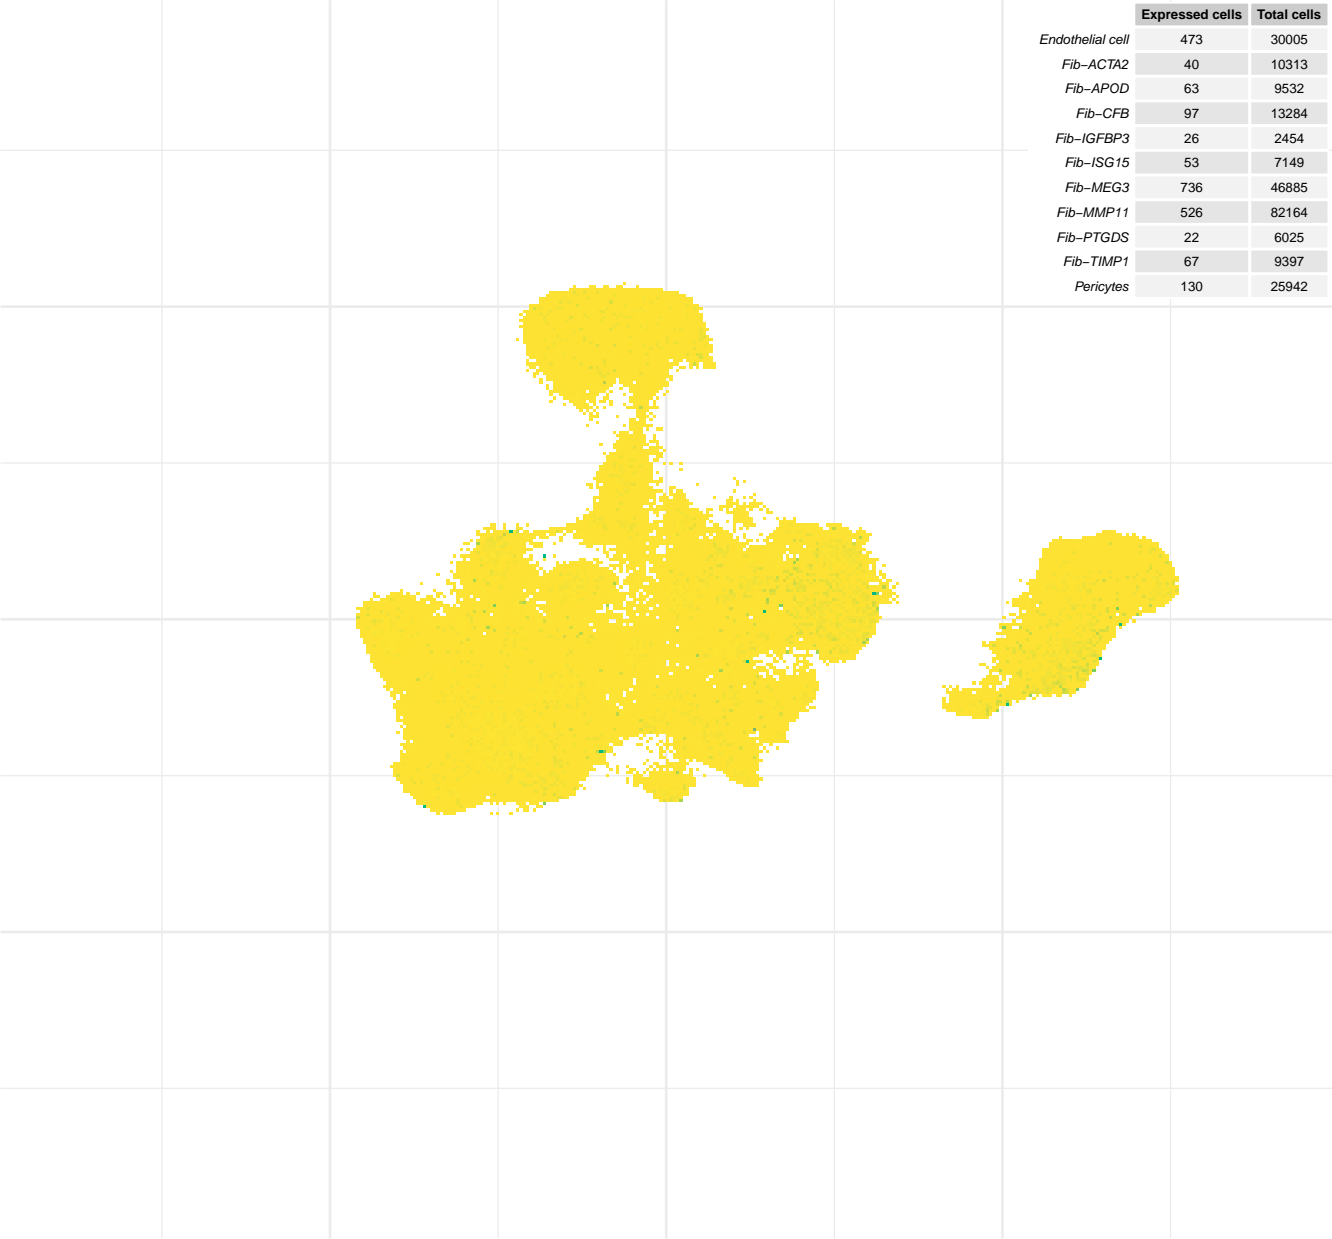 Expressed cells Total cells
Endothelial cell 473 30005
Fib−ACTA2 40 10313
Fib−APOD 63 9532
Fib−CFB 97 13284
Fib−IGFBP3 26 2454
Fib−ISG15 53 7149
Fib−MEG3 736 46885
Fib−MMP11 526 82164
Fib−PTGDS 22 6025
Fib−TIMP1 67 9397
Pericytes 130 25942